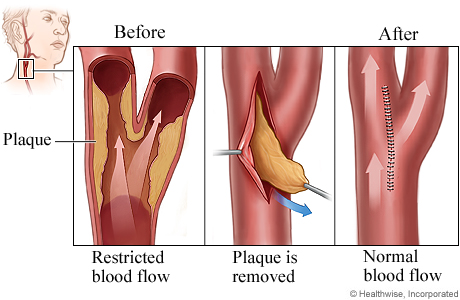 Before
After
Plaque
Restricted
blood flow
Plaque is
removed
Normal
blood flow
© Healthwise, Incorporated